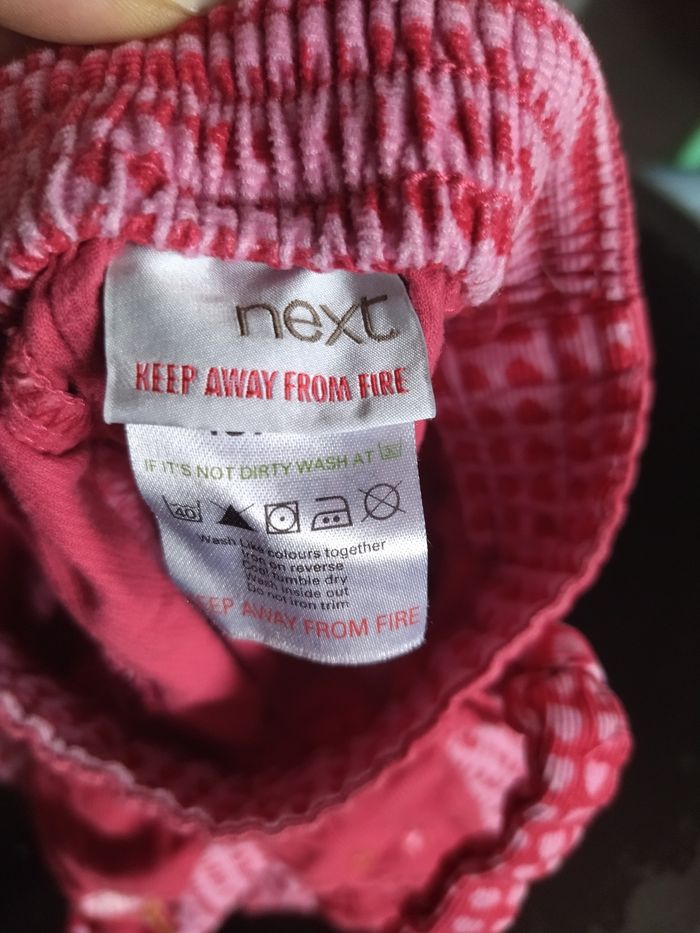 next
KEEP AWAY FROM FIRE
IF IT'S NOT DIRTY WASH AT
40
Wash Like colours together
Iron on reverse
Cool tumble dry
Wash inside out
Do not iron trim
KEEP AWAY FROM FIRE